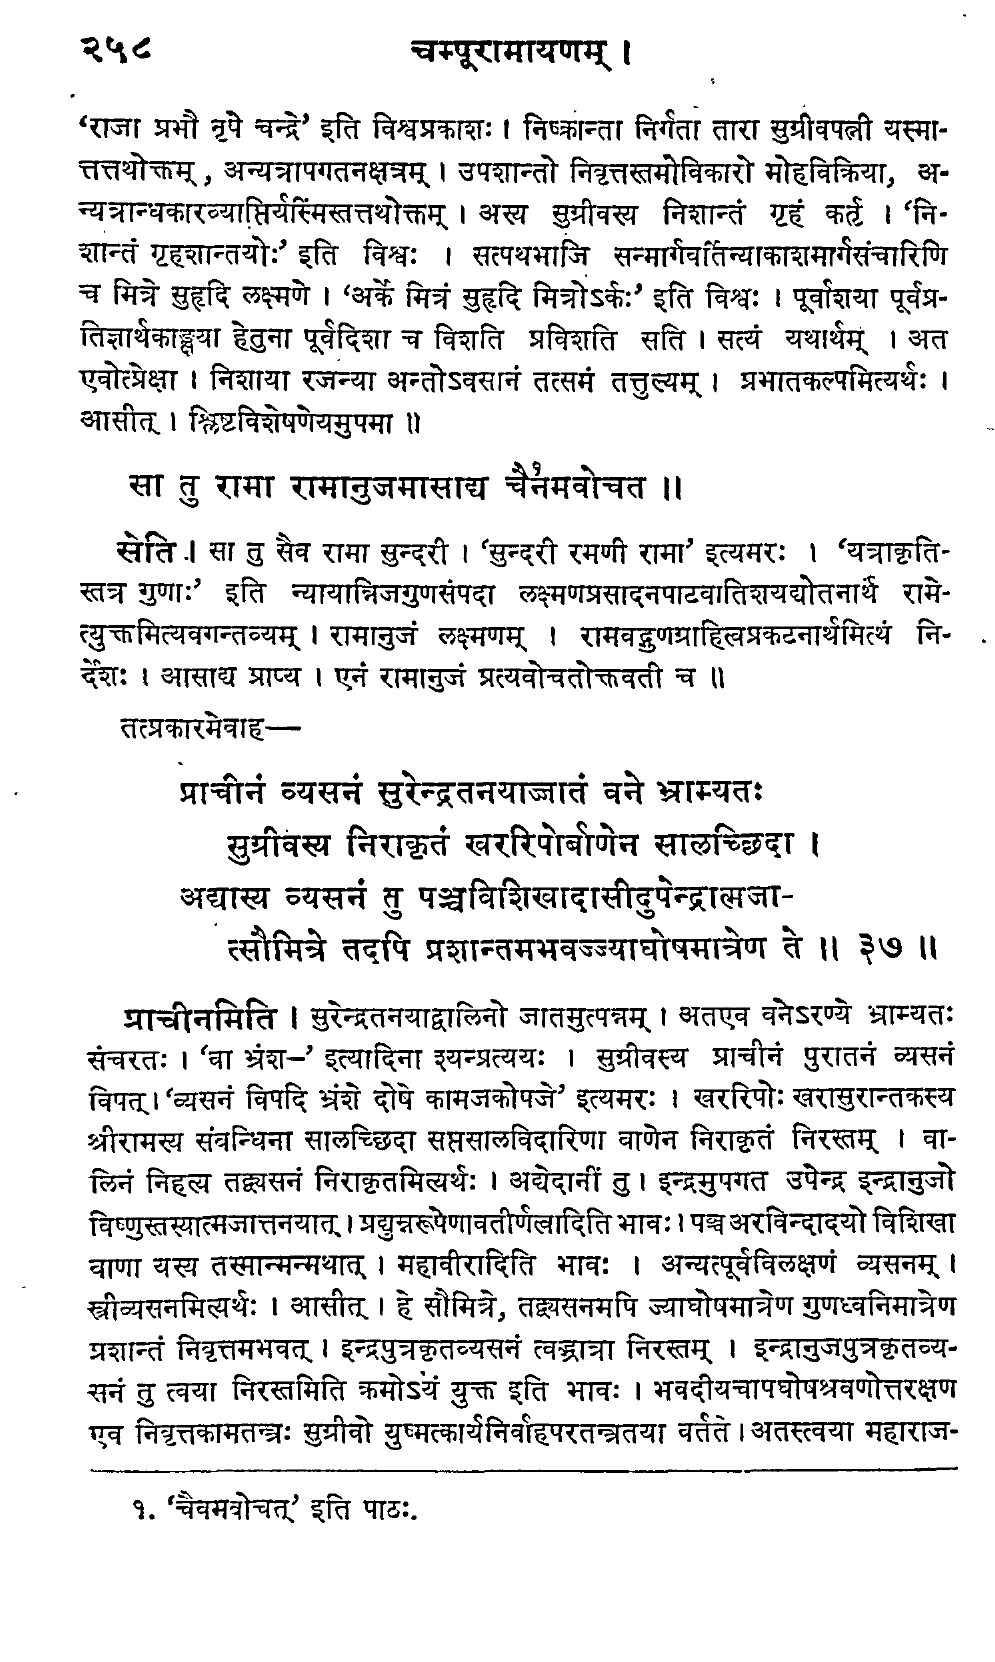 २५८ चम्पूरामायणम् ।
‘राजा प्रभौ नृपे चन्द्रे’ इति विश्वप्रकाशः । निष्क्रान्ता निर्गता तारा सुग्रीवपत्नी यस्मा-
त्तत्तथोक्तम् , अन्यत्रापगतनक्षत्रम् । उपशान्तो निवृत्तस्तमोविकारो मोहविक्रिया, अ-
न्यत्रान्धकारव्याप्तिर्यस्मिंस्तत्तथोक्तम् । अस्य सुग्रीवस्य निशान्तं गृहं कर्तृ । ‘नि-
शान्तं गृहशान्तयोः’ इति विश्वः । सत्पथभाजि सन्मार्गवर्तिन्याकाशमार्गसंचारिणि
च मित्रे सुहृदि लक्ष्मणे । ‘अर्के मित्रं सुहृदि मित्रोऽर्कः’ इति विश्वः । पूर्वाशया पूर्वप्र-
तिज्ञार्थकाङ्क्षया हेतुना पूर्वदिशा च विशति प्रविशति सति । सत्यं यथार्थम् । अत
एवोत्प्रेक्षा । निशाया रजन्या अन्तोऽवसानं तत्समं तत्तुल्यम् । प्रभातकल्पमित्यर्थः ।
आसीत् । श्लिष्टविशेषणेयमुपमा ॥
सा तु रामा रामानुजमासाद्य चैनमवोचत ॥
सेति । सा तु सैव रामा सुन्दरी । ‘सुन्दरी रमणी रामा’ इत्यमरः । ‘यत्राकृति-
स्तत्र गुणाः’ इति न्यायान्निजगुणसंपदा लक्ष्मणप्रसादनपाटवातिशयद्योतनार्थं रामे-
त्युक्तमित्यवगन्तव्यम् । रामानुजं लक्ष्मणम् । रामवद्गुणग्राहित्वप्रकटनार्थमित्थं नि-
र्देशः । आसाद्य प्राप्य । एनं रामानुजं प्रत्यवोचतोक्तवती च ॥
तत्प्रकारमेवाह—
प्राचीनं व्यसनं सुरेन्द्रतनयाज्जातं वने भ्राम्यतः
सुग्रीवस्य निराकृतं खररिपोर्बाणेन सालच्छिदा ।
अद्यास्य व्यसनं तु पञ्चविशिखादासीदुपेन्द्रात्मजा-
त्सौमित्रे तदपि प्रशान्तमभवज्ज्याघोषमात्रेण ते ॥ ३७ ॥
प्राचीनमिति । सुरेन्द्रतनयाद्वालिनो जातमुत्पन्नम् । अतएव वनेऽरण्ये भ्राम्यतः
संचरतः । ‘वा भ्रंश–’ इत्यादिना श्यन्प्रत्ययः । सुग्रीवस्य प्राचीनं पुरातनं व्यसनं
विपत् । ‘व्यसनं विपदि भ्रंशे दोषे कामजकोपजे’ इत्यमरः । खररिपोः खरासुरान्तकस्य
श्रीरामस्य संबन्धिना सालच्छिदा सप्तसालविदारिणा बाणेन निराकृतं निरस्तम् । वा-
लिनं निहत्य तद्व्यसनं निराकृतमित्यर्थः । अद्येदानीं तु । इन्द्रमुपगत उपेन्द्र इन्द्रानुजो
विष्णुस्तस्यात्मजात्तनयात् । प्रद्युम्नरूपेणावतीर्णत्वादिति भावः । पञ्च अरविन्दादयो विशिखा
बाणा यस्य तस्मान्मन्मथात् । महावीरादिति भावः । अन्यत्पूर्वविलक्षणं व्यसनम् ।
स्त्रीव्यसनमित्यर्थः । आसीत् । हे सौमित्रे, तद्व्यसनमपि ज्याघोषमात्रेण गुणध्वनिमात्रेण
प्रशान्तं निवृत्तमभवत् । इन्द्रपुत्रकृतव्यसनं त्वद्भ्रात्रा निरस्तम् । इन्द्रानुजपुत्रकृतव्य-
सनं तु त्वया निरस्तमिति क्रमोऽयं युक्त इति भावः । भवदीयचापघोषश्रवणोत्तरक्षण
एव निवृत्तकामतन्त्रः सुग्रीवो युष्मत्कार्यनिर्वाहपरतन्त्रतया वर्तते । अतस्त्वया महाराज-
१. ‘चैवमवोचत्’ इति पाठः.